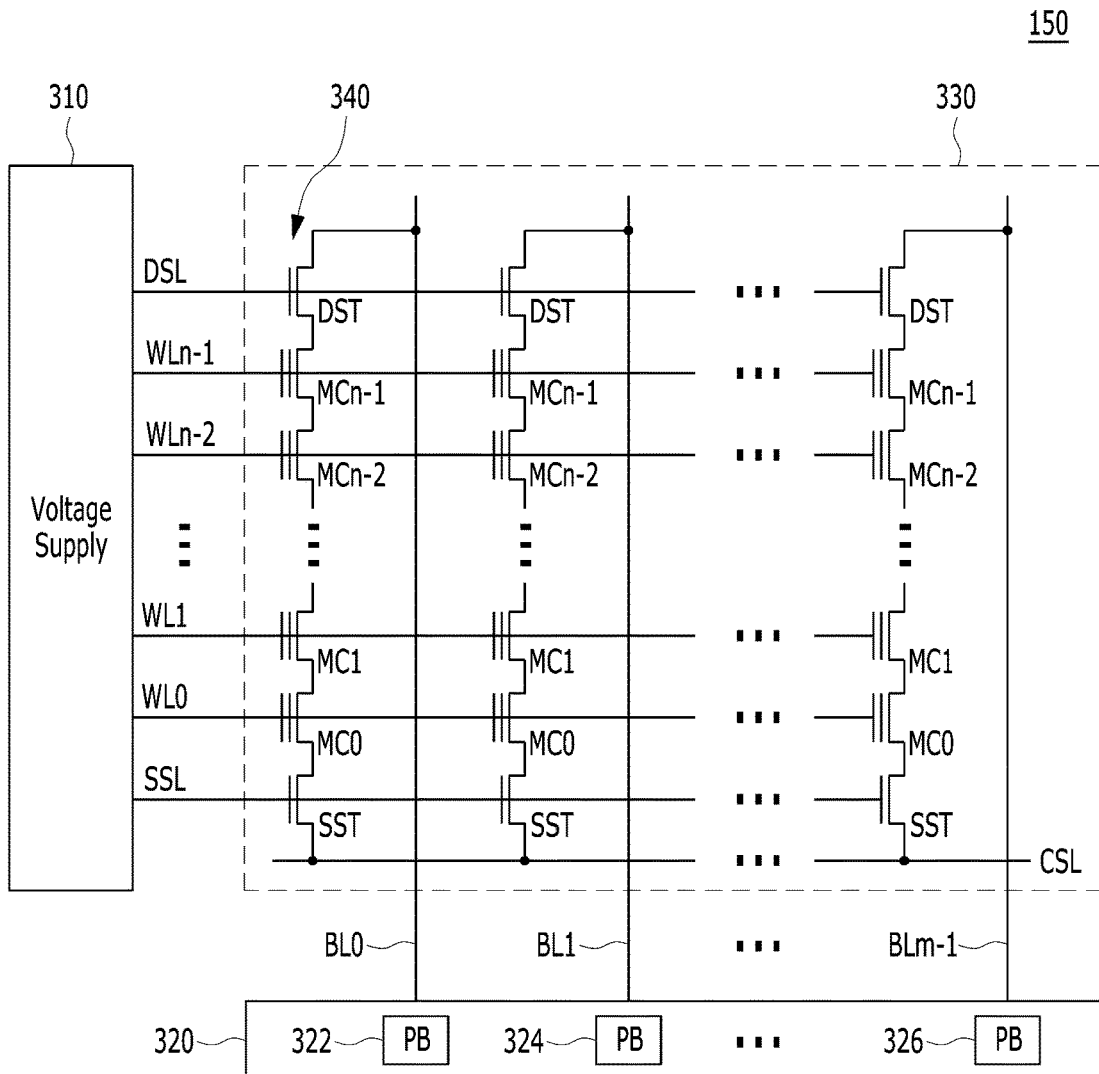 150
310
340
330
DSL
DST
DST
DST
WLn-1
MCn-1
MCn-1
MCn-1
WLn-2
MCn-2
MCn-2
MCn-2
Voltage
Supply
WL1
MC1
MC1
MC1
WL0
MC0
MC0
MC0
SSL
SST
SST
SST
CSL
BL0
BL1
BLm-1
320
322
PB
324
PB
326
PB